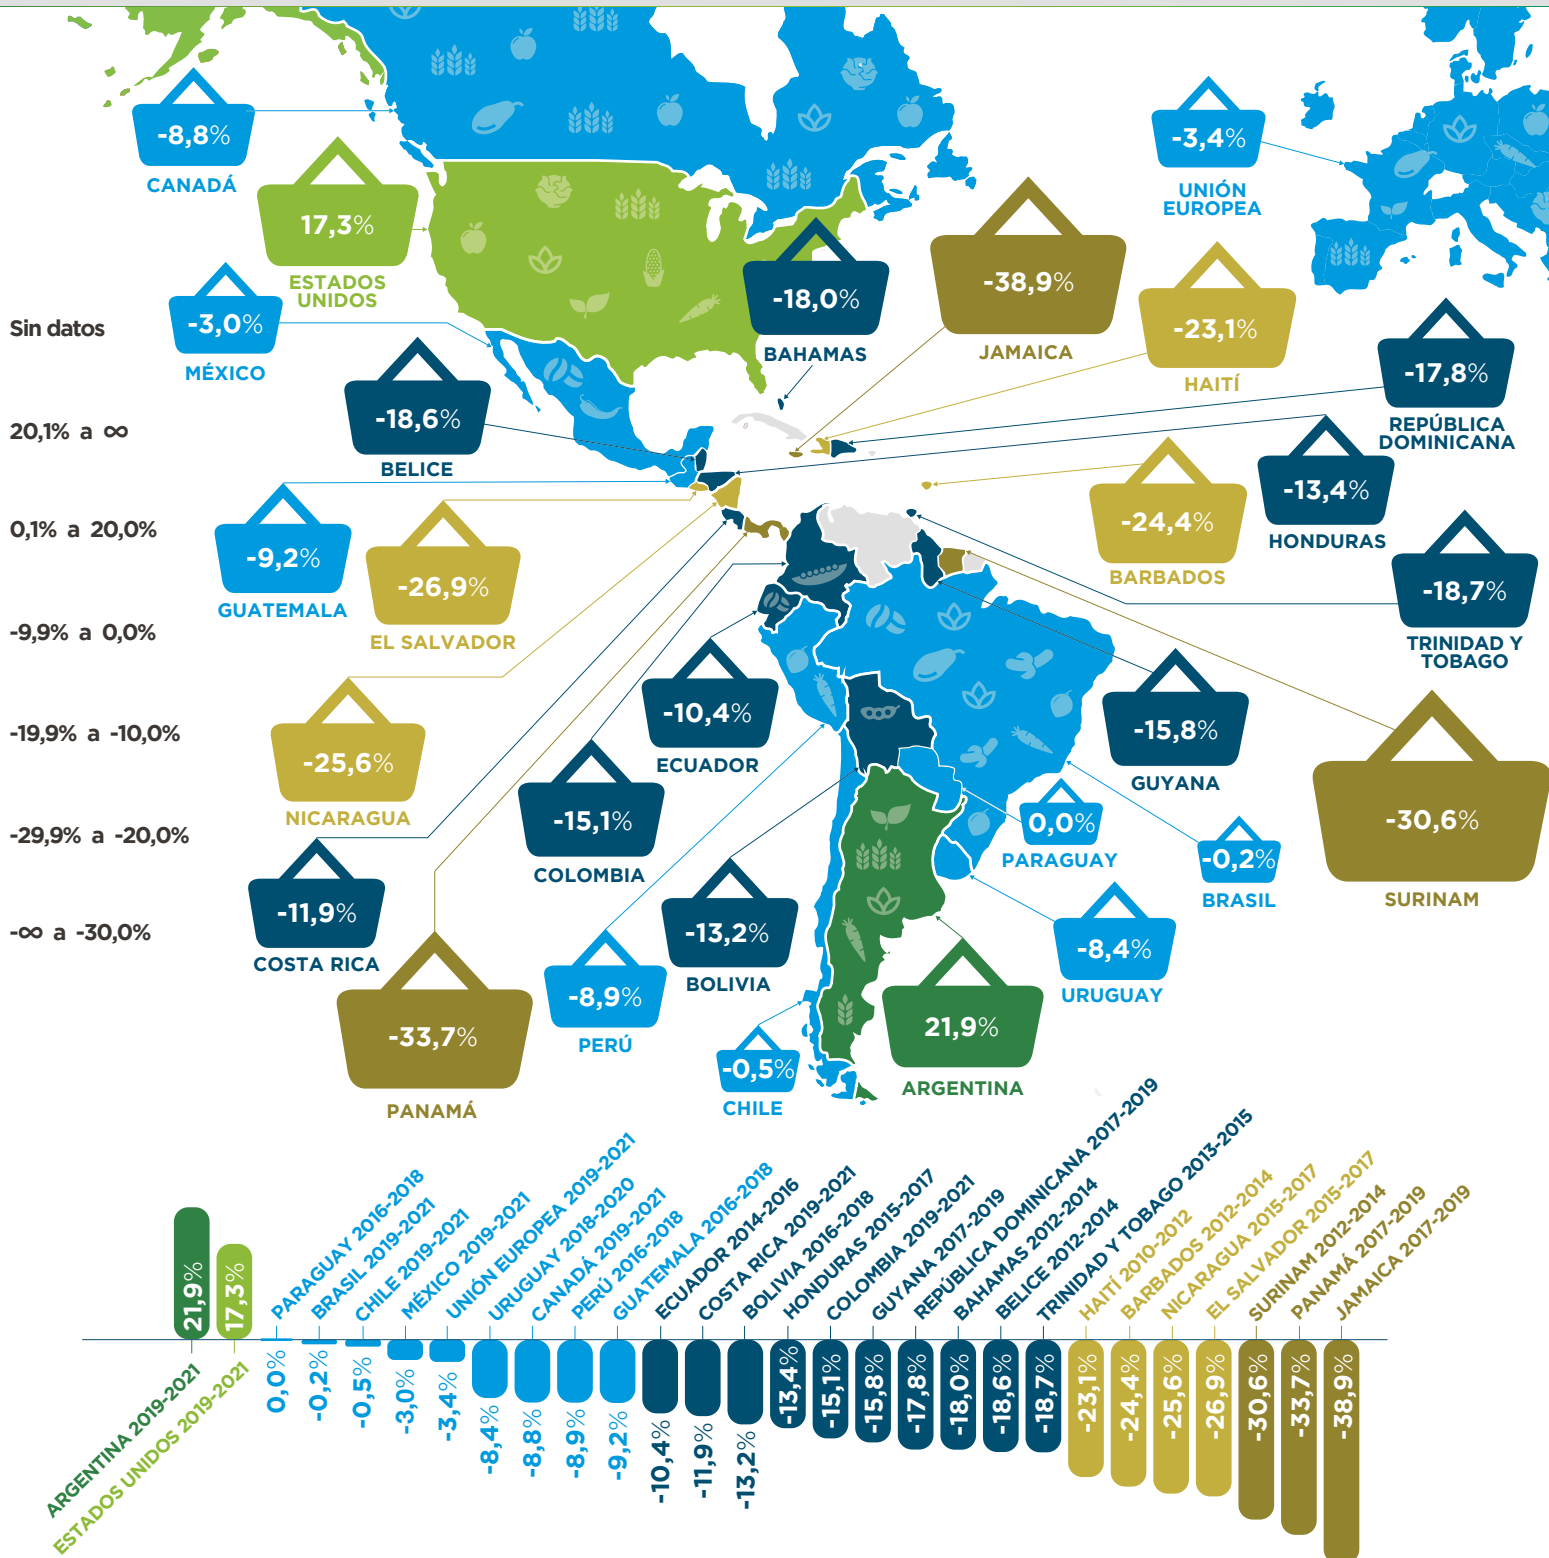 -8,8%
CANADÁ
17,3%
ESTADOS
UNIDOS
-3,0%
MÉXICO
-3,4%
UNIÓN
EUROPEA
-18,0%
BAHAMAS
-38,9%
JAMAICA
-23,1%
HAITÍ
-17,8%
REPÚBLICA
DOMINICANA
-18,6%
BELICE
-13,4%
HONDURAS
-24,4%
BARBADOS
-9,2%
GUATEMALA
-26,9%
EL SALVADOR
-18,7%
TRINIDAD Y
TOBAGO
-25,6%
NICARAGUA
-10,4%
ECUADOR
-15,8%
GUYANA
-15,1%
COLOMBIA
0,0%
PARAGUAY
-0,2%
BRASIL
-30,6%
SURINAM
-11,9%
COSTA RICA
-13,2%
BOLIVIA
-8,4%
URUGUAY
-33,7%
PANAMÁ
-8,9%
PERÚ
-0,5%
CHILE
21,9%
ARGENTINA
Sin datos
20,1% a ∞
0,1% a 20,0%
-9,9% a 0,0%
-19,9% a -10,0%
-29,9% a -20,0%
-∞ a -30,0%
ARGENTINA 2019-2021
ESTADOS UNIDOS 2019-2021
PARAGUAY 2016-2018
BRASIL 2019-2021
CHILE 2019-2021
MÉXICO 2019-2021
UNIÓN EUROPEA 2019-2021
URUGUAY 2018-2020
CANADÁ 2019-2021
PERÚ 2016-2018
GUATEMALA 2016-2018
ECUADOR 2014-2016
COSTA RICA 2019-2021
BOLIVIA 2016-2018
HONDURAS 2015-2017
COLOMBIA 2019-2021
GUYANA 2017-2019
REPÚBLICA DOMINICANA 2017-2019
BAHAMAS 2012-2014
BELICE 2012-2014
TRINIDAD Y TOBAGO 2013-2015
HAITÍ 2010-2012
BARBADOS 2012-2014
NICARAGUA 2015-2017
EL SALVADOR 2015-2017
SURINAM 2012-2014
PANAMÁ 2017-2019
JAMAICA 2017-2019
21,9%
17,3%
0,0%
-0,2%
-0,5%
-3,0%
-3,4%
-8,4%
-8,8%
-8,9%
-9,2%
-10,4%
-11,9%
-13,2%
-13,4%
-15,1%
-15,8%
-17,8%
-18,0%
-18,6%
-18,7%
-23,1%
-24,4%
-25,6%
-26,9%
-30,6%
-33,7%
-38,9%